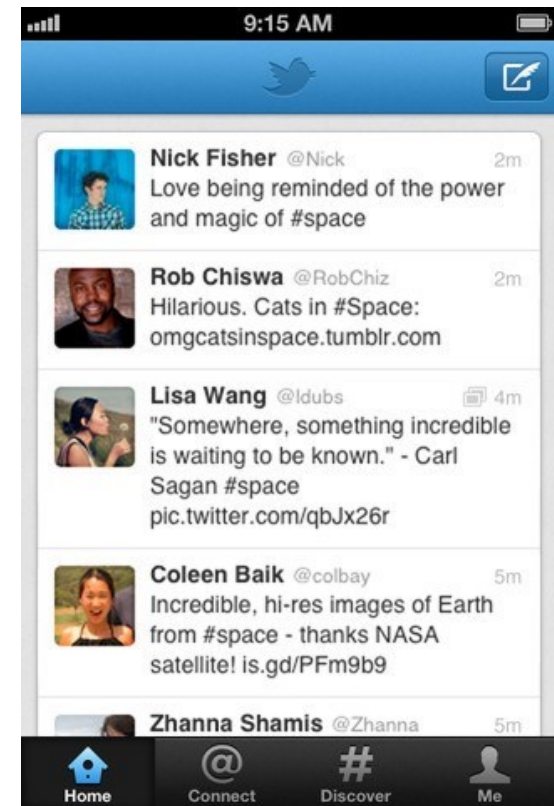 9:15 AM
Nick Fisher @Nick 2m
Love being reminded of the power
and magic of #space
Rob Chiswa @RobChiz 2m
Hilarious. Cats in #Space:
omgcatsinspace.tumblr.com
Lisa Wang @ldubs 4m
"Somewhere, something incredible
is waiting to be known." - Carl
Sagan #space
pic.twitter.com/qbJx26r
Coleen Baik @colbay 5m
Incredible, hi-res images of Earth
from #space - thanks NASA
satellite! is.gd/PFm9b9
Zhanna Shamis @Zhanna 5m
Home @ Connect # Discover Me